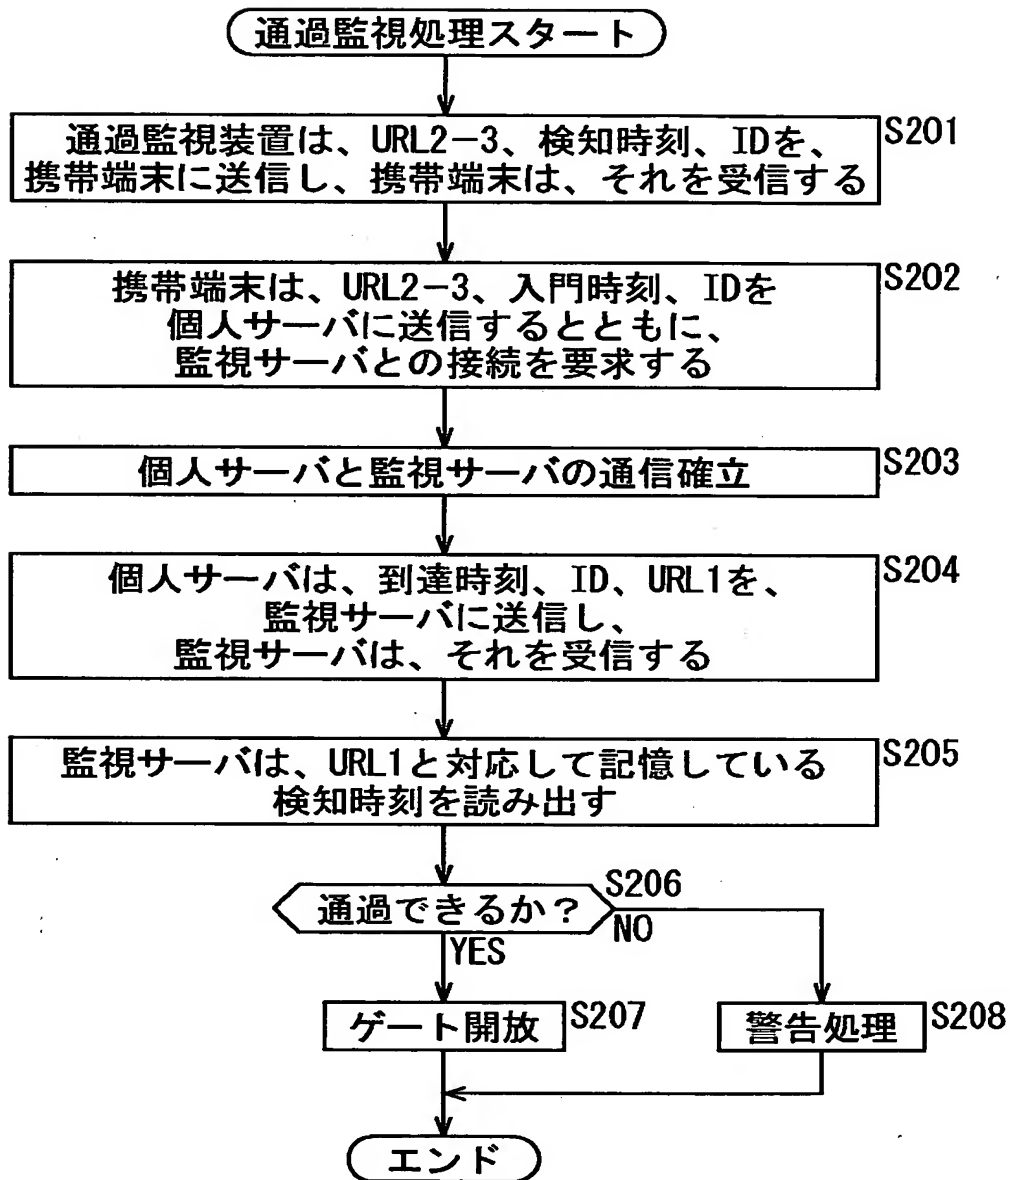 通過監視処理スタート
通過監視装置は、URL2-3、検知時刻、IDを、
携帯端末に送信し、携帯端末は、それを受信する
S201
携帯端末は、URL2-3、入門時刻、IDを
個人サーバに送信するとともに、
監視サーバとの接続を要求する
S202
個人サーバと監視サーバの通信確立
S203
個人サーバは、到達時刻、ID、URL1を、
監視サーバに送信し、
監視サーバは、それを受信する
S204
監視サーバは、URL1と対応して記憶している
検知時刻を読み出す
S205
通過できるか?
S206
NO
YES
ゲート開放
S207
警告処理
S208
エンド